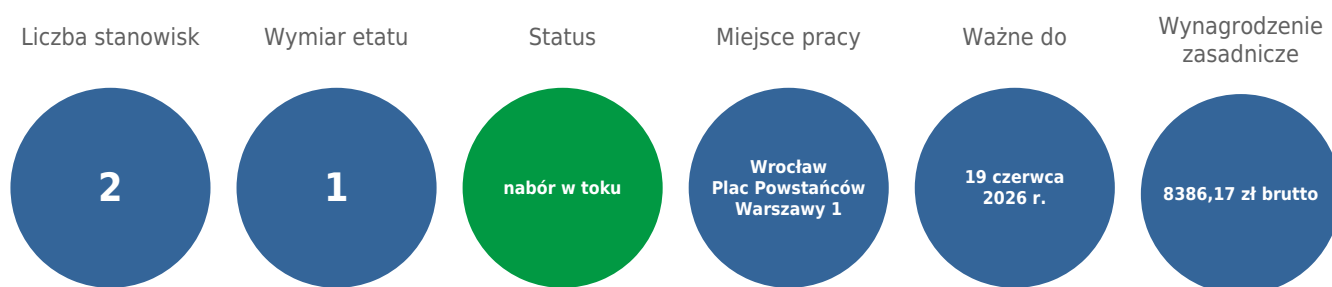 Liczba stanowisk
2
Wymiar etatu
1
Status
nabór w toku
Miejsce pracy
Wrocław
Plac Powstańców
Warszawy 1
Ważne do
19 czerwca
2026 r.
Wynagrodzenie
zasadnicze
8386,17 zł brutto